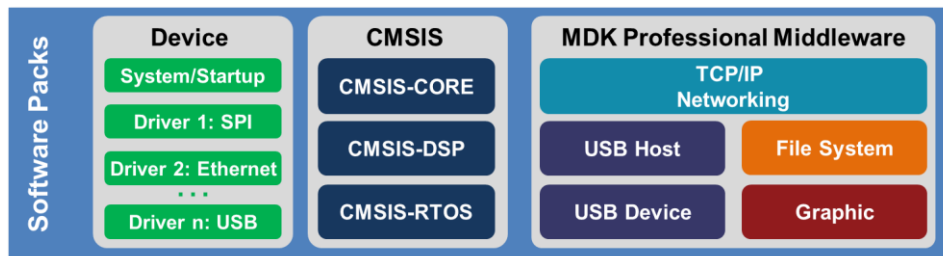 Software Packs
Device
System/Startup
Driver 1: SPI
Driver 2: Ethernet
...
Driver n: USB
CMSIS
CMSIS-CORE
CMSIS-DSP
CMSIS-RTOS
MDK Professional Middleware
TCP/IP
Networking
USB Host
File System
USB Device
Graphic